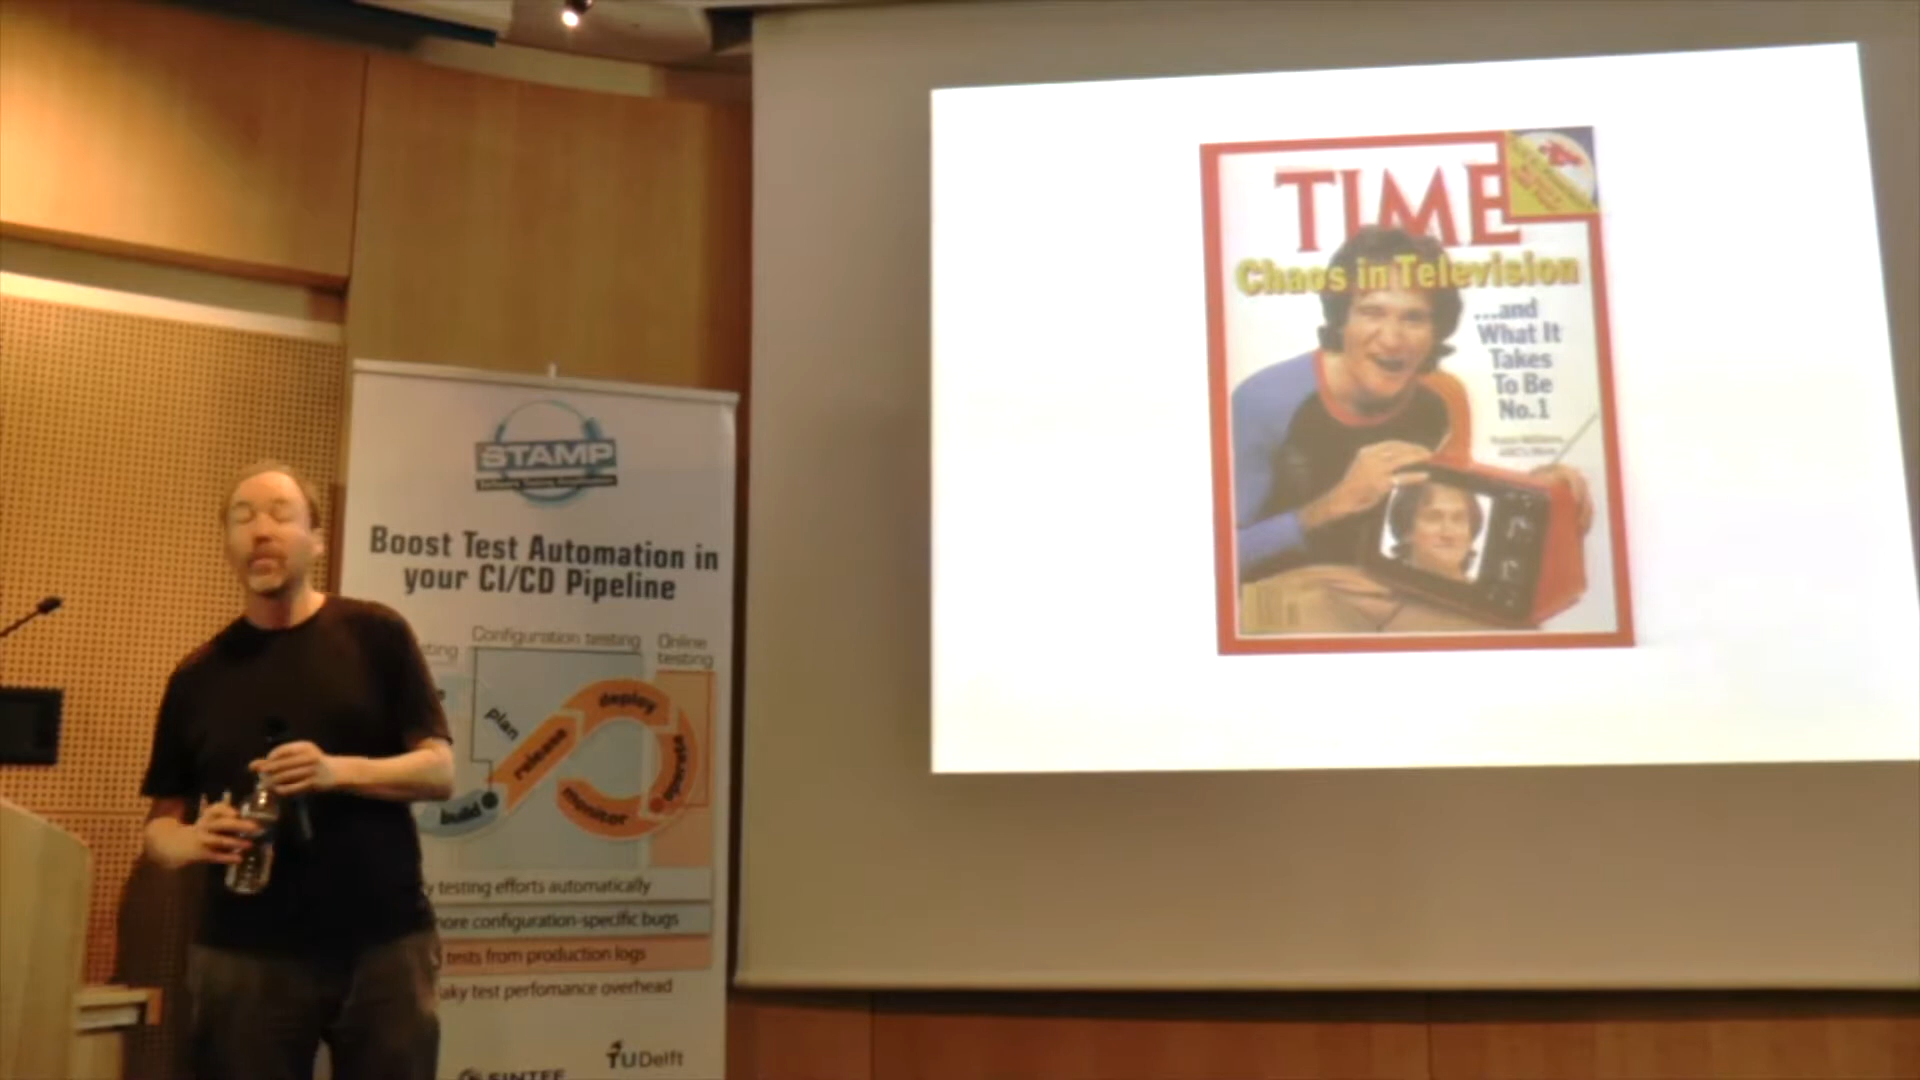 STAMP
Boost Test Automation in
your CI/CD Pipeline
Configuration testing
Online
testing
plan
release
deploy
operate
monitor
build
testing efforts automatically
configuration-specific bugs
tests from production logs
test perfomance overhead
SINTEF
TUDelft
TIME
Chaos in Television
...and
What It
Takes
To Be
No.1